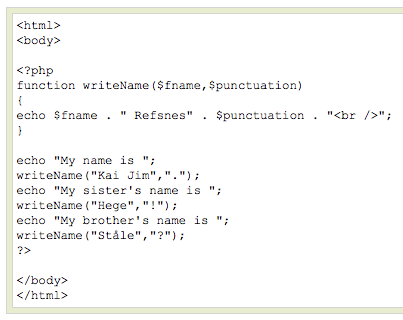 <html>
<body>
<?php
function writeName($fname,$punctuation)
{
echo $fname . " Refsnes" . $punctuation . "<br />";
}
echo "My name is ";
writeName("Kai Jim",".");
echo "My sister's name is ";
writeName("Hege","!");
echo "My brother's name is ";
writeName("Ståle","?");
?>
</body>
</html>